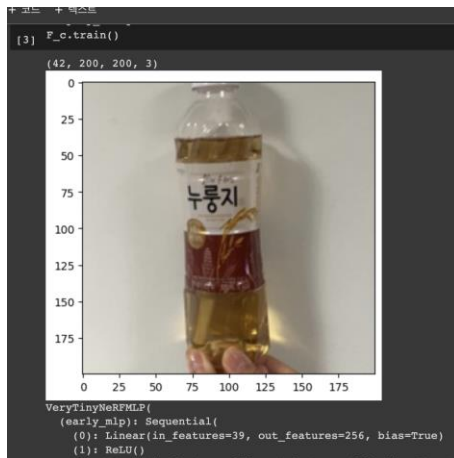 + 코드 + 텍스트
[3] F_c.train()
(42, 200, 200, 3)
0
25
50
75
100
125
150
175
누룽지
0 25 50 75 100 125 150 175
VeryTinyNeRFMLP(
(early_mlp): Sequential(
(0): Linear(in_features=39, out_features=256, bias=True)
(1): ReLU()